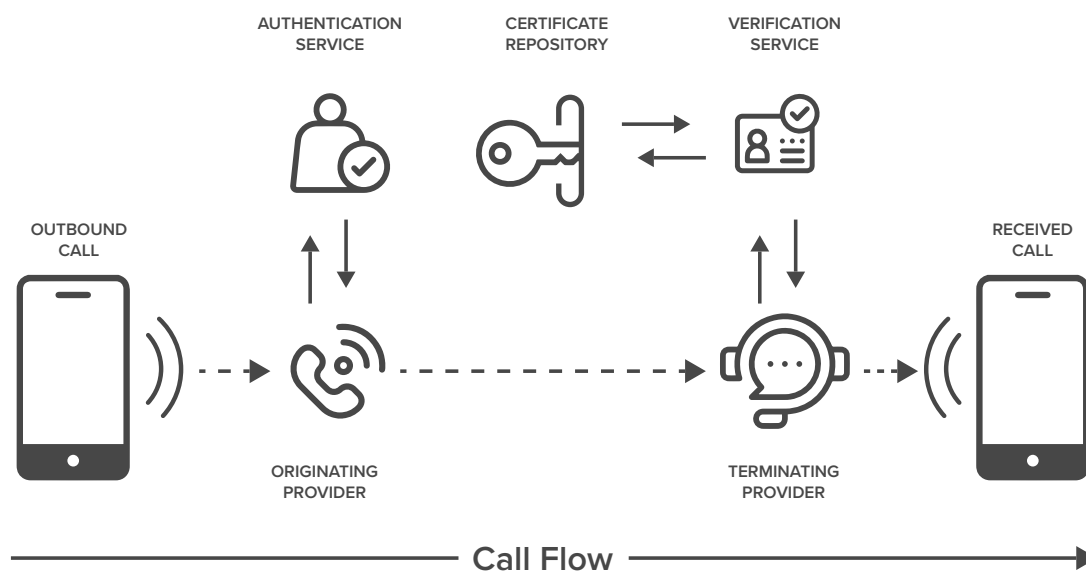 AUTHENTICATION
SERVICE
CERTIFICATE
REPOSITORY
VERIFICATION
SERVICE
OUTBOUND
CALL
RECEIVED
CALL
ORIGINATING
PROVIDER
TERMINATING
PROVIDER
Call Flow